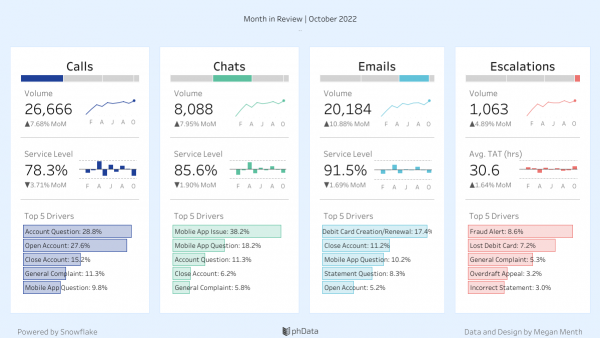 Month in Review | October 2022
Calls
Volume
26,666
▲7.68% MoM
F A J A O
Service Level
78.3%
▼3.71% MoM
F A J A O
Top 5 Drivers
Account Question: 28.8%
Open Account: 27.6%
Close Account: 15.2%
General Complaint: 11.3%
Mobile App Question: 9.8%
Chats
Volume
8,088
▲7.95% MoM
F A J A O
Service Level
85.6%
▼1.90% MoM
F A J A O
Top 5 Drivers
Mobile App Issue: 38.2%
Mobile App Question: 18.2%
Account Question: 11.3%
Close Account: 6.2%
General Complaint: 5.8%
Emails
Volume
20,184
▲10.88% MoM
F A J A O
Service Level
91.5%
▼1.69% MoM
F A J A O
Top 5 Drivers
Debit Card Creation/Renewal: 17.4%
Close Account: 11.2%
Mobile App Question: 10.2%
Statement Question: 8.3%
Open Account: 5.2%
Escalations
Volume
1,063
▲4.89% MoM
F A J A O
Avg. TAT (hrs)
30.6
▲1.64% MoM
F A J A O
Top 5 Drivers
Fraud Alert: 8.6%
Lost Debit Card: 7.2%
General Complaint: 5.3%
Overdraft Appeal: 3.2%
Incorrect Statement: 3.0%
Powered by Snowflake
phData
Data and Design by Megan Menth